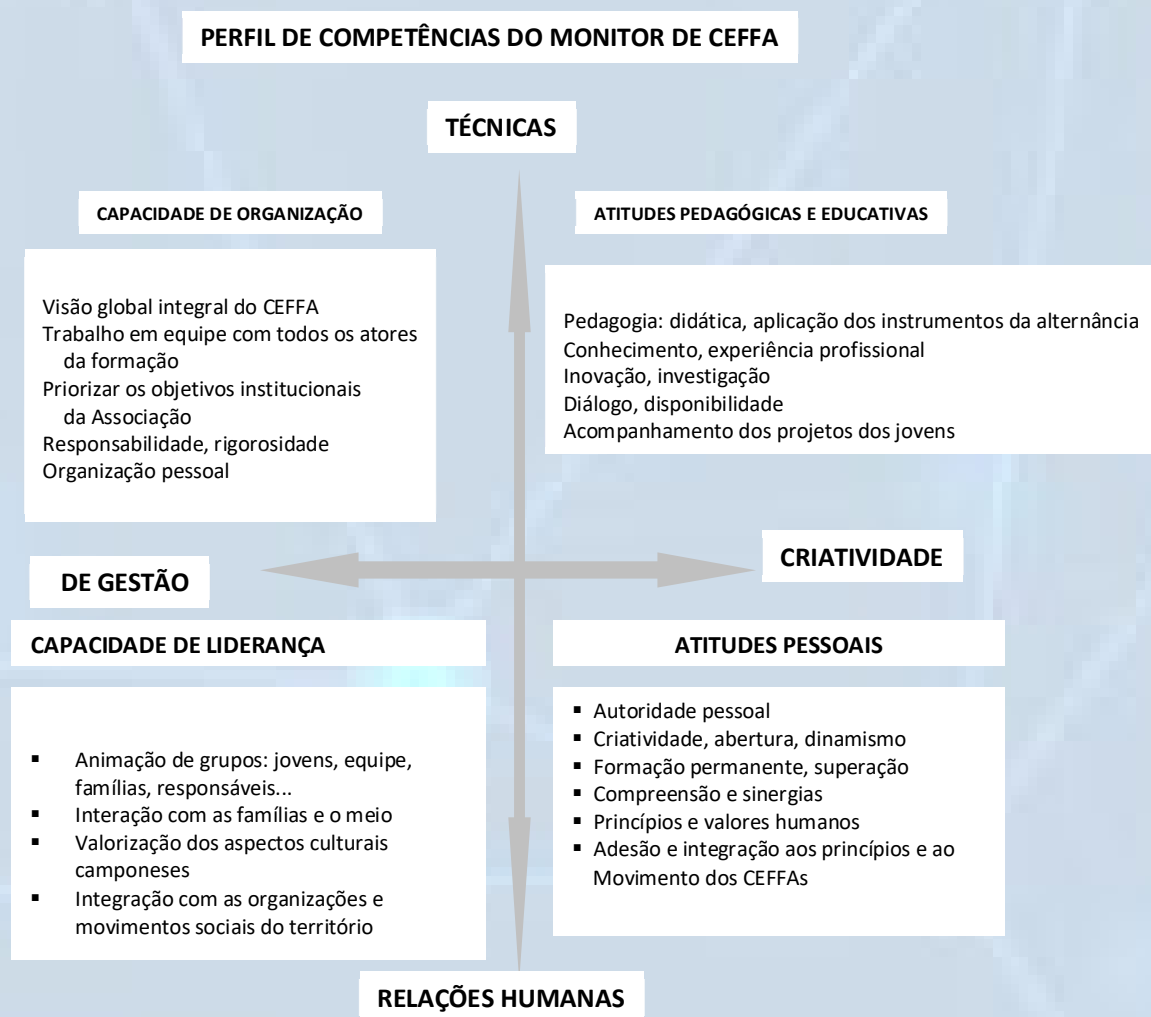 PERFIL DE COMPETÊNCIAS DO MONITOR DE CEFFA
TÉCNICAS
CAPACIDADE DE ORGANIZAÇÃO
Visão global integral do CEFFA
Trabalho em equipe com todos os atores
da formação
Priorizar os objetivos institucionais
da Associação
Responsabilidade, rigorosidade
Organização pessoal
ATITUDES PEDAGÓGICAS E EDUCATIVAS
Pedagogia: didática, aplicação dos instrumentos da alternância
Conhecimento, experiência profissional
Inovação, investigação
Diálogo, disponibilidade
Acompanhamento dos projetos dos jovens
DE GESTÃO
CRIATIVIDADE
CAPACIDADE DE LIDERANÇA
▪ Animação de grupos: jovens, equipe,
famílias, responsáveis...
▪ Interação com as famílias e o meio
▪ Valorização dos aspectos culturais
camponeses
▪ Integração com as organizações e
movimentos sociais do território
ATITUDES PESSOAIS
▪ Autoridade pessoal
▪ Criatividade, abertura, dinamismo
▪ Formação permanente, superação
▪ Compreensão e sinergias
▪ Princípios e valores humanos
▪ Adesão e integração aos princípios e ao
Movimento dos CEFFAs
RELAÇÕES HUMANAS